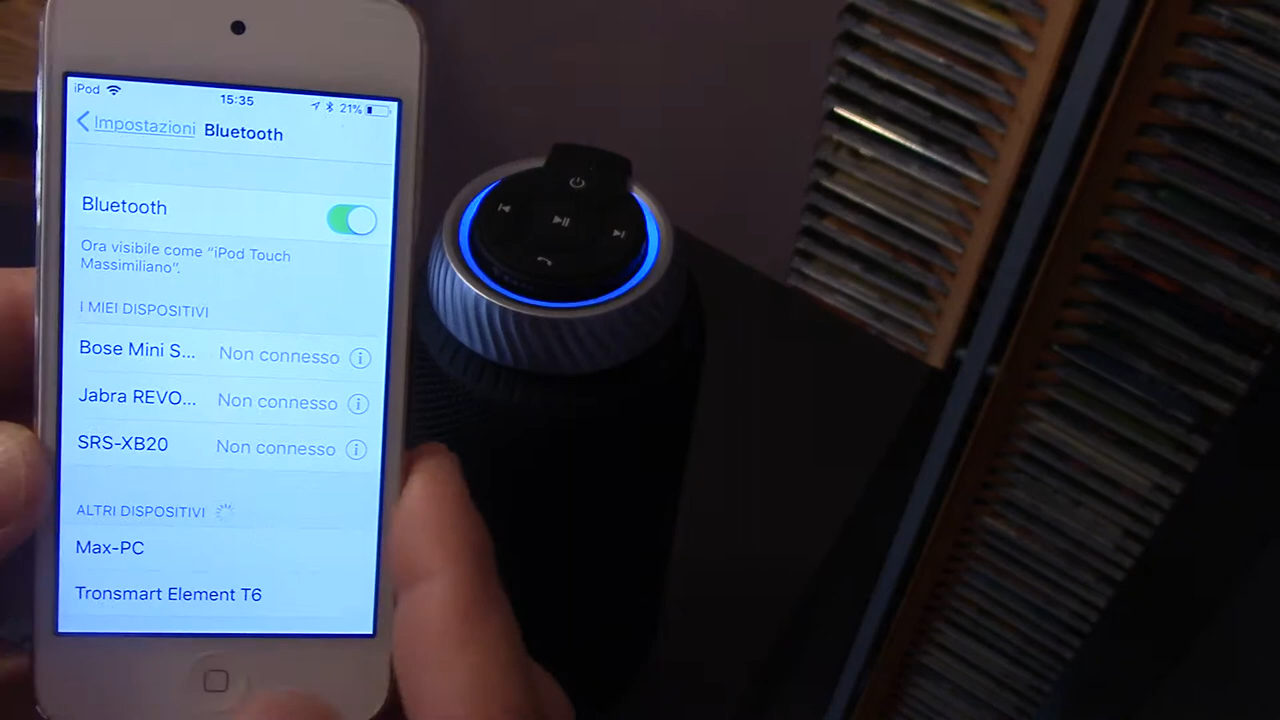 iPod 15:35 21%
Impostazioni Bluetooth
Bluetooth
Ora visibile come “iPod Touch
Massimiliano”.
I MIEI DISPOSITIVI
Bose Mini S... Non connesso
Jabra REVO... Non connesso
SRS-XB20 Non connesso
ALTRI DISPOSITIVI
Max-PC
Tronsmart Element T6